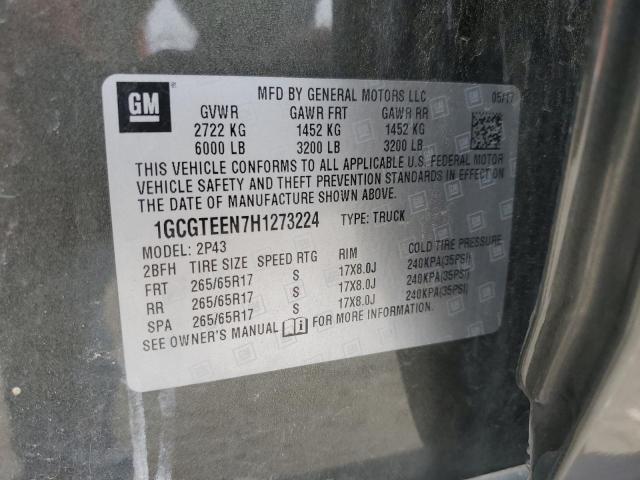 GM
MFD BY GENERAL MOTORS LLC 05/17
GVWR GAWR FRT GAWR RR
2722 KG 1452 KG 1452 KG
6000 LB 3200 LB 3200 LB
THIS VEHICLE CONFORMS TO ALL APPLICABLE U.S. FEDERAL MOTOR
VEHICLE SAFETY AND THEFT PREVENTION STANDARDS IN EFFECT ON
THE DATE OF MANUFACTURE SHOWN ABOVE.
1GCGTEEN7H1273224 TYPE: TRUCK
MODEL: 2P43
2BFH TIRE SIZE SPEED RTG RIM COLD TIRE PRESSURE
FRT 265/65R17 S 17X8.0J 240KPA(35PSI)
RR 265/65R17 S 17X8.0J 240KPA(35PSI)
SPA 265/65R17 S 17X8.0J 240KPA(35PSI)
SEE OWNER'S MANUAL FOR MORE INFORMATION.